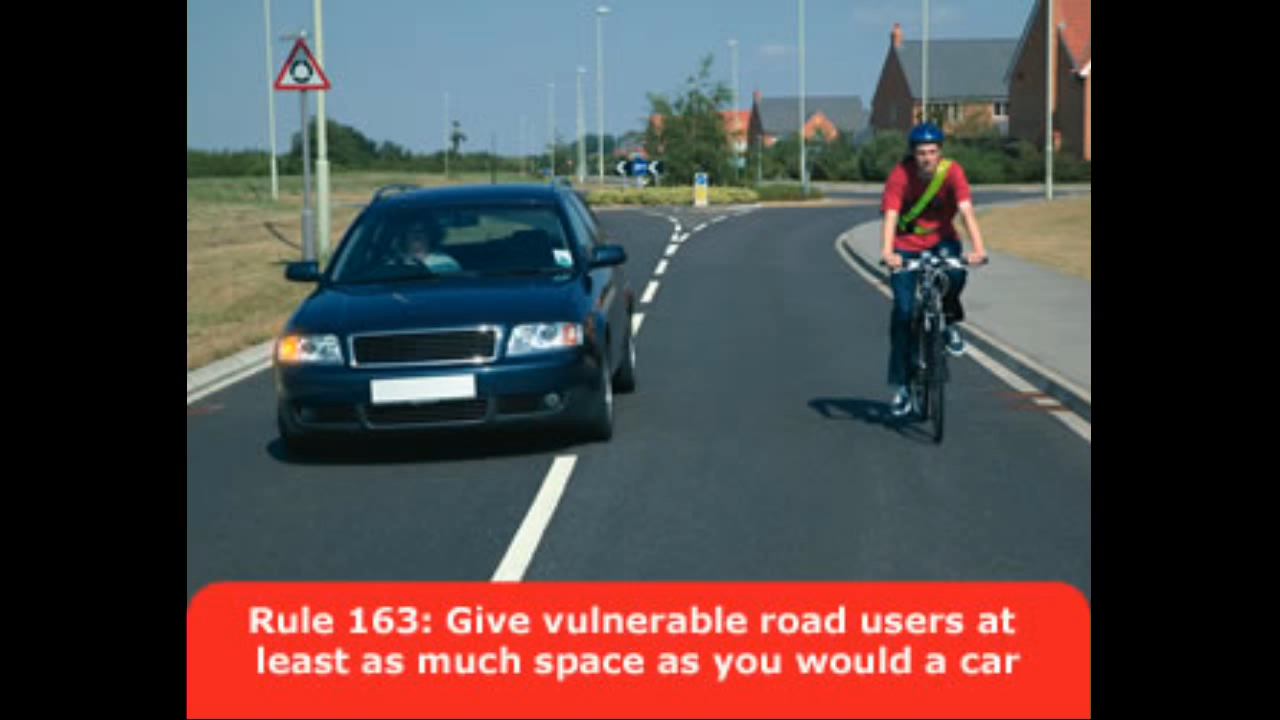 Rule 163: Give vulnerable road users at
least as much space as you would a car